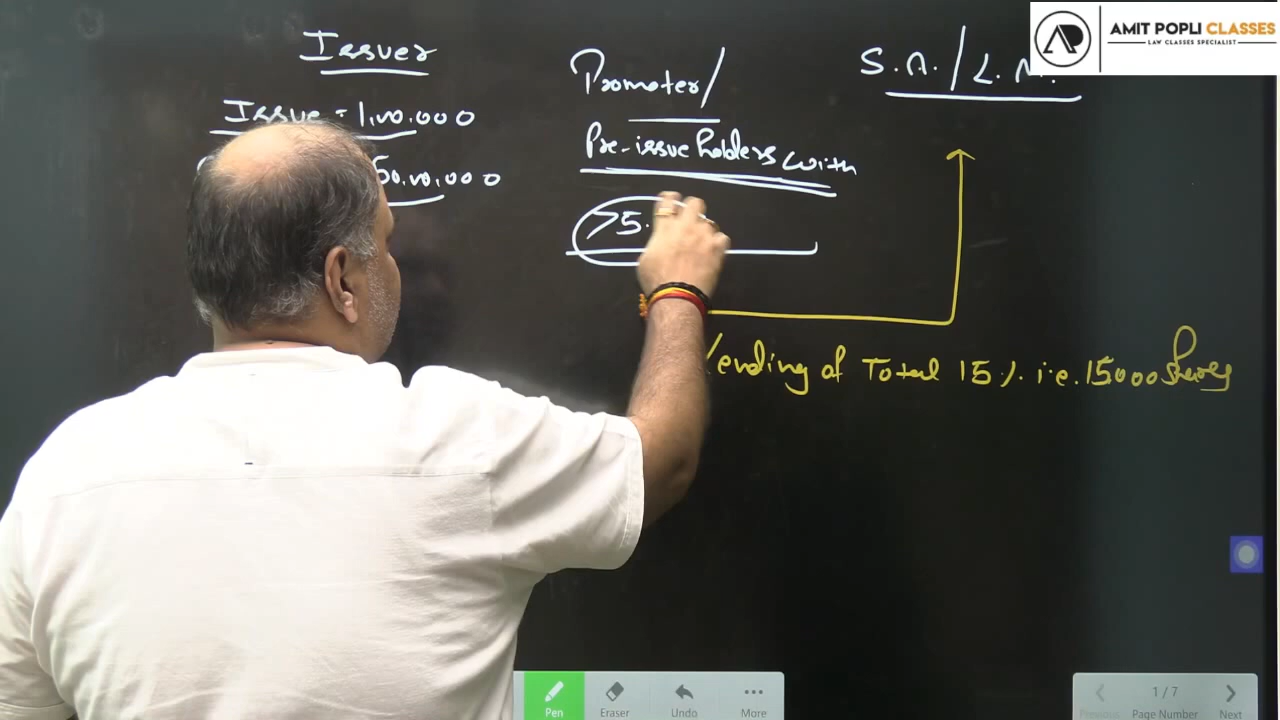 AMIT POPLI CLASSES
LAW CLASSES SPECIALIST
Issuer
Issue = 1,00,000
50,00,000
Promoter/
Pre-issue holders with
>5.
S.A./L.M.
Lending of Total 15% i.e. 15000 Shares
Pen
Eraser
Undo
More
1/7
Previous
Page Number
Next